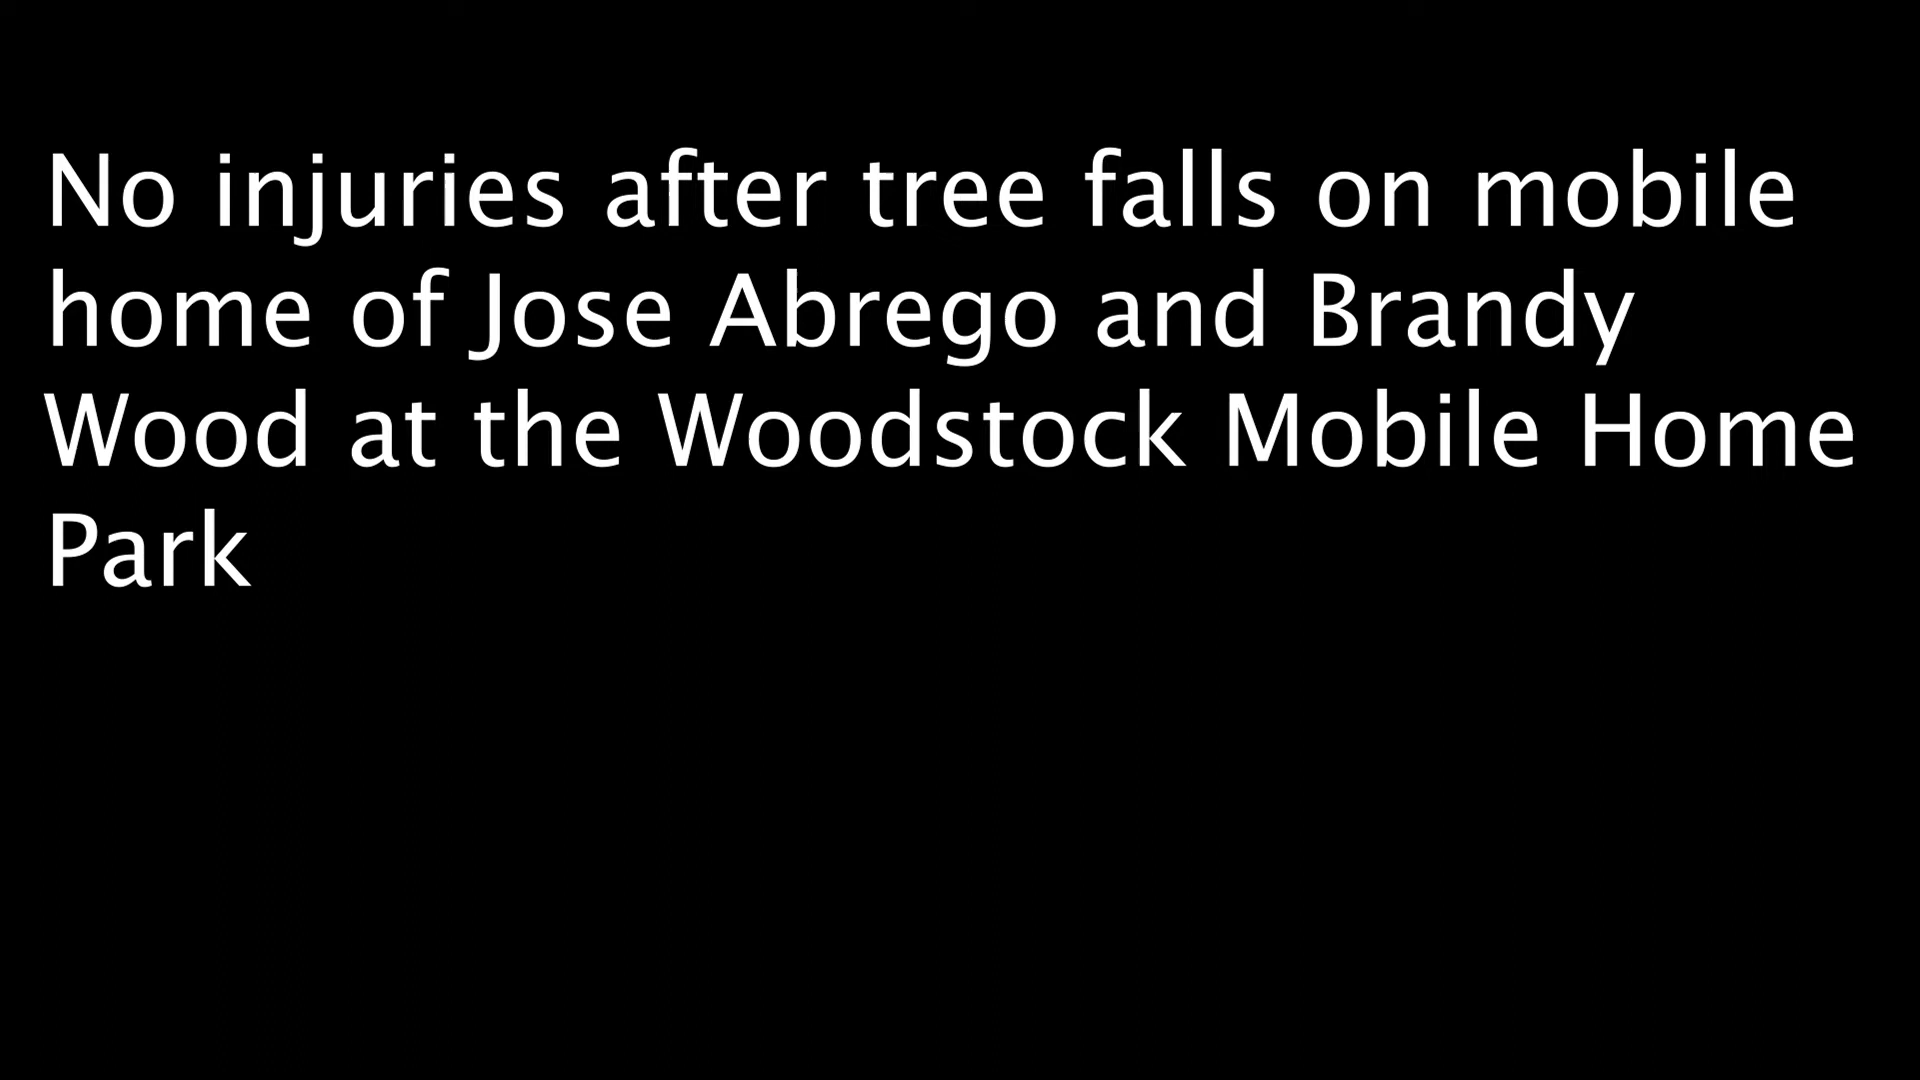 No injuries after tree falls on mobile
home of Jose Abrego and Brandy
Wood at the Woodstock Mobile Home
Park